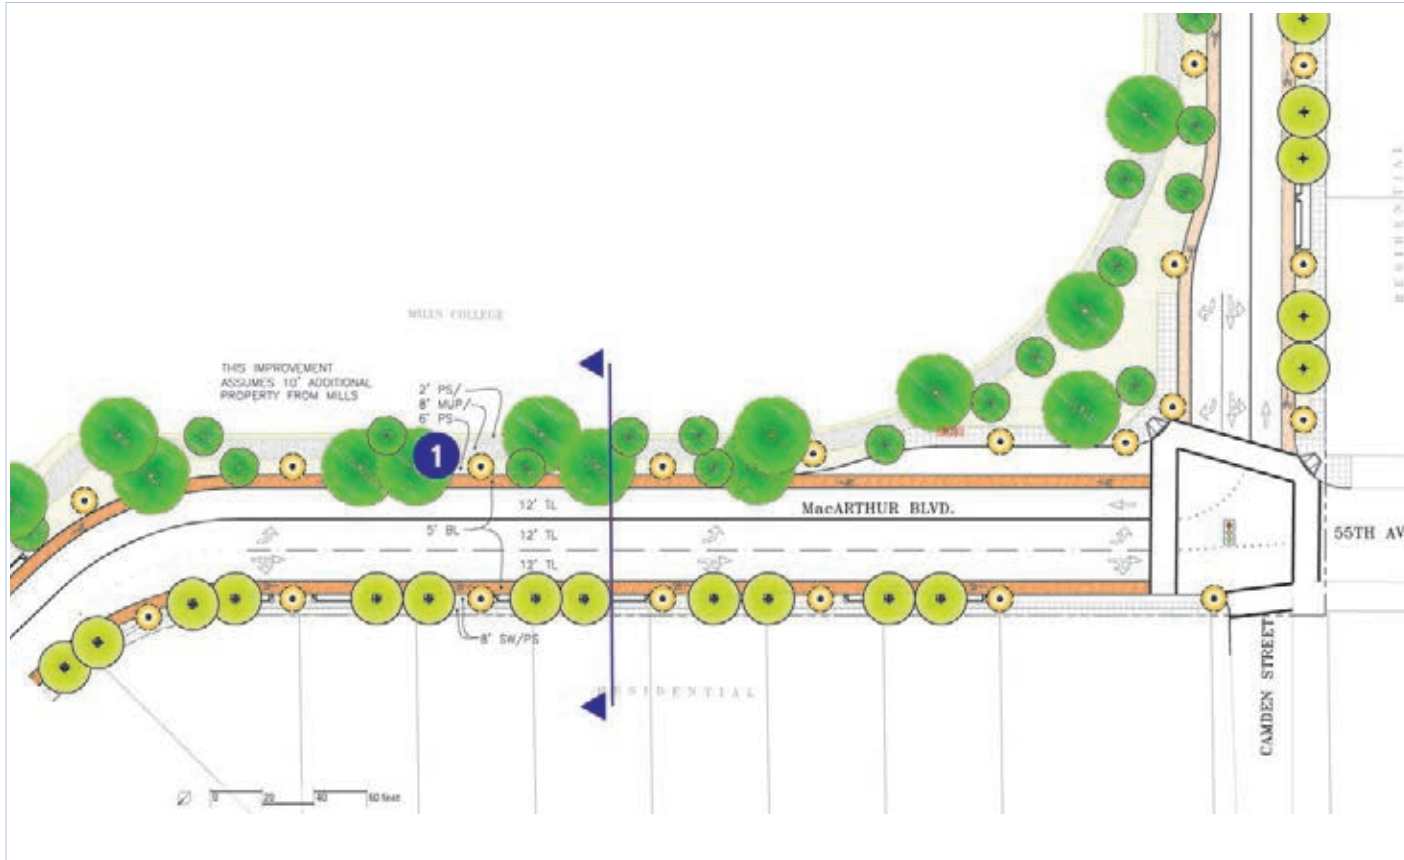 RESIDENTIAL
MILLS COLLEGE
THIS IMPROVEMENT
ASSUMES 10' ADDITIONAL
PROPERTY FROM MILLS
2' PS/
8' MUP/
6' PS
1
12' TL
MacARTHUR BLVD.
5' BL
12' TL
12' TL
55TH AV
8' SW/PS
RESIDENTIAL
CAMDEN STREET
0 20 40 60 feet